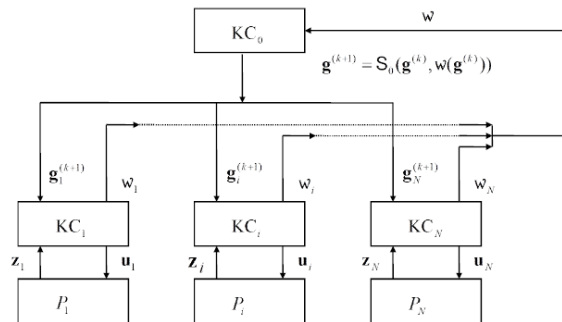 KC₀
w
g⁽ᵏ⁺¹⁾ = S₀(g⁽ᵏ⁾, w(g⁽ᵏ⁾))
g₁⁽ᵏ⁺¹⁾ w₁ gᵢ⁽ᵏ⁺¹⁾ wᵢ g_N⁽ᵏ⁺¹⁾ w_N
KC₁ KCᵢ KC_N
z₁ u₁ zᵢ uᵢ z_N u_N
P₁ Pᵢ P_N